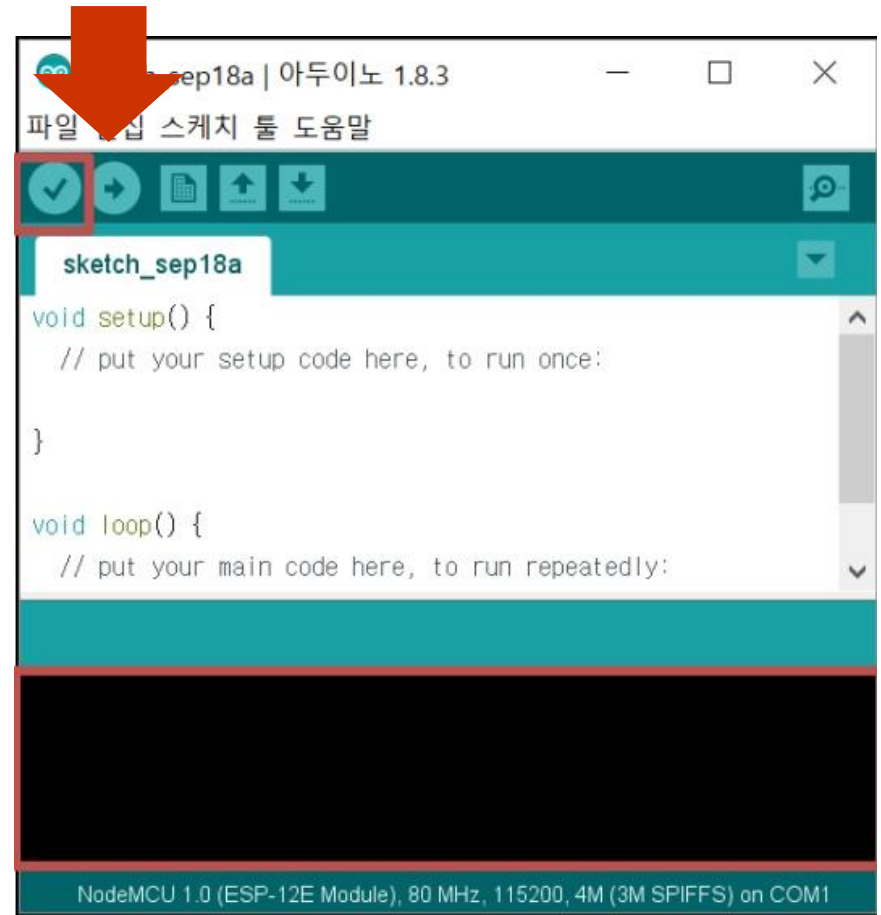 sep18a | 아두이노 1.8.3
파일 스케치 툴 도움말
sketch_sep18a
void setup() {
// put your setup code here, to run once:
}
void loop() {
// put your main code here, to run repeatedly:
NodeMCU 1.0 (ESP-12E Module), 80 MHz, 115200, 4M (3M SPIFFS) on COM1